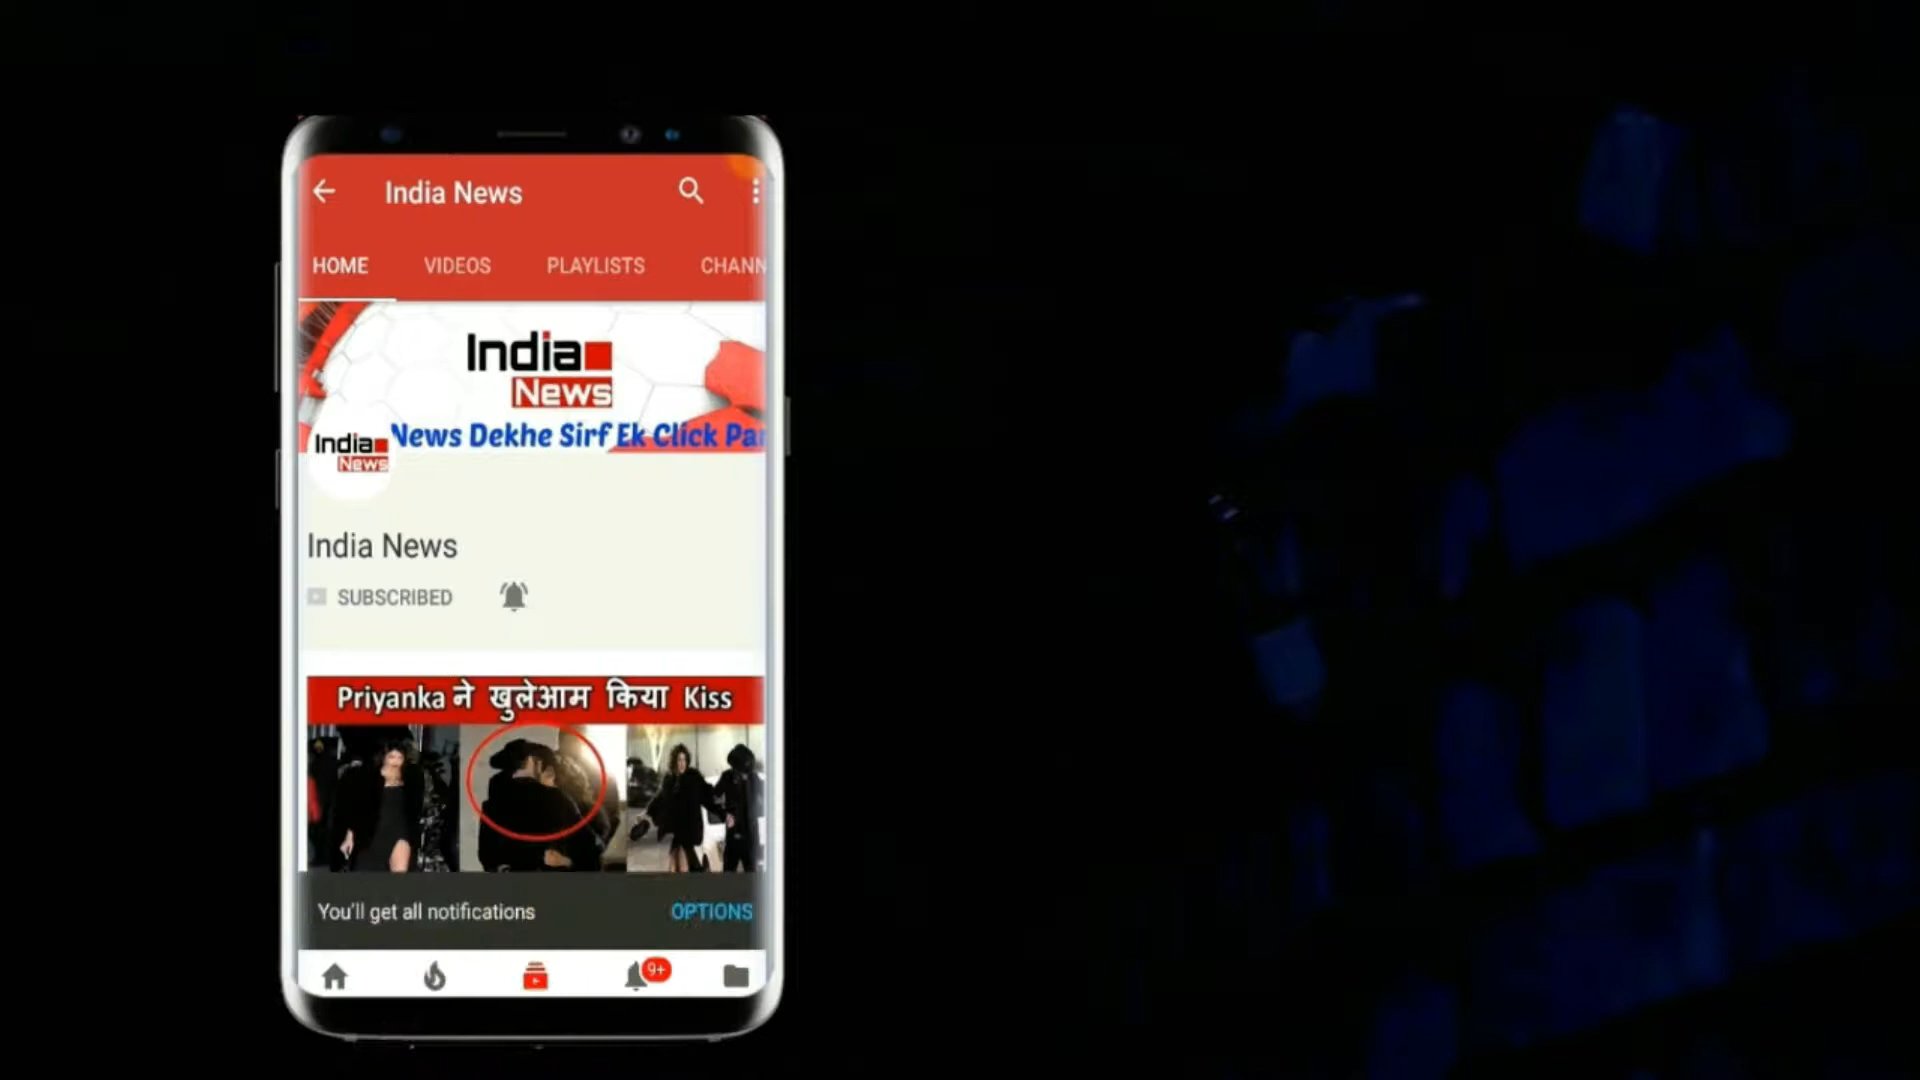 India News
HOME VIDEOS PLAYLISTS CHANN
India
News
News Dekhe Sirf Ek Click Par
India
News
India News
SUBSCRIBED
Priyanka ने खुलेआम किया Kiss
You'll get all notifications OPTIONS
9+